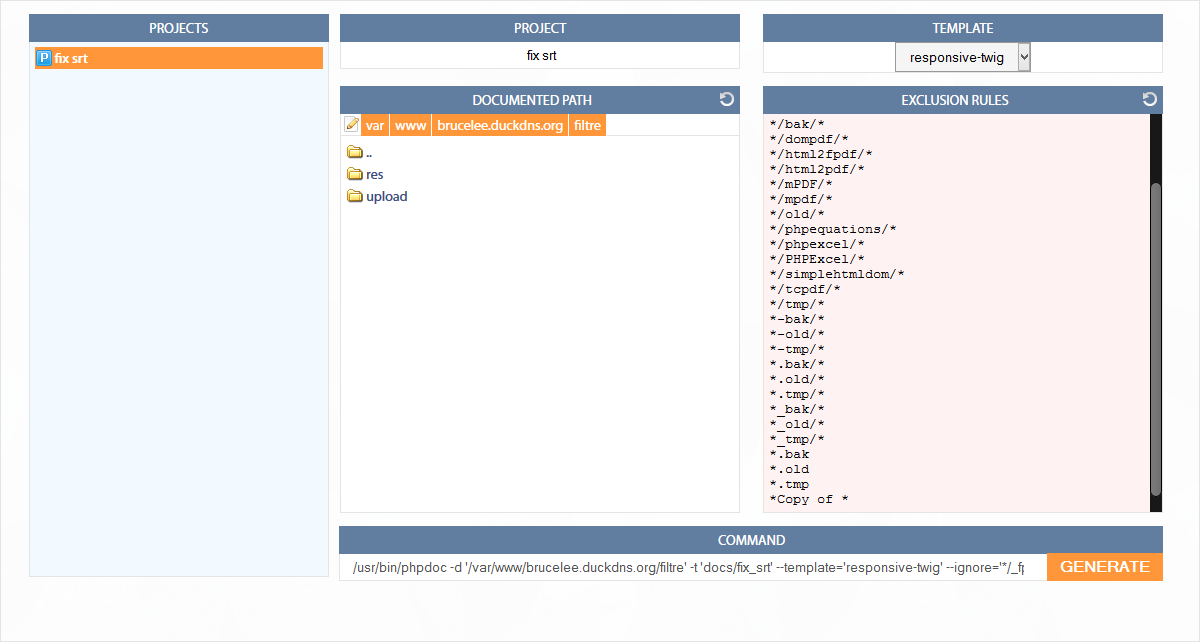 PROJECTS
P fix srt
PROJECT
fix srt
TEMPLATE
responsive-twig
DOCUMENTED PATH
var www brucelee.duckdns.org filtre
..
res
upload
EXCLUSION RULES
*/bak/*
*/dompdf/*
*/html2fpdf/*
*/html2pdf/*
*/mPDF/*
*/mpdf/*
*/old/*
*/phpequations/*
*/phpexcel/*
*/PHPExcel/*
*/simplehtmldom/*
*/tcpdf/*
*/tmp/*
*-bak/*
*-old/*
*-tmp/*
*.bak/*
*.old/*
*.tmp/*
*_bak/*
*_old/*
*_tmp/*
*.bak
*.old
*.tmp
*Copy of *
COMMAND
/usr/bin/phpdoc -d '/var/www/brucelee.duckdns.org/filtre' -t 'docs/fix_srt' --template='responsive-twig' --ignore='*/_fp
GENERATE